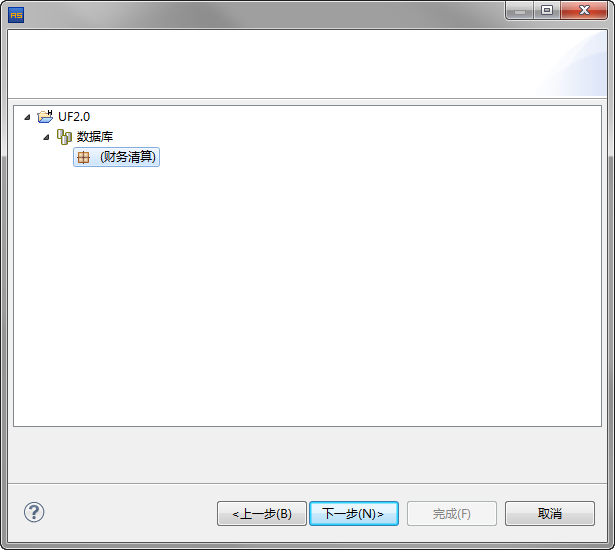 AS
UF2.0
数据库
(财务清算)
?
<上一步(B) 下一步(N)> 完成(F) 取消